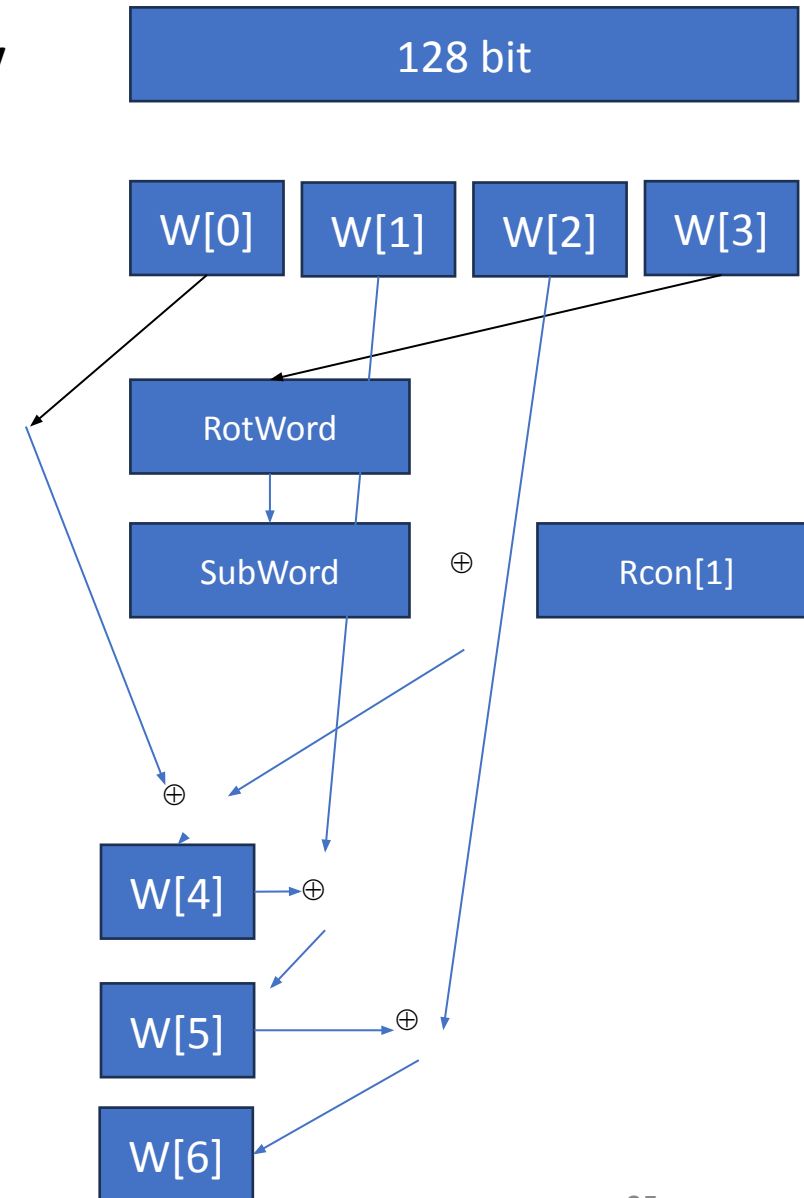 128 bit
W[0] W[1] W[2] W[3]
RotWord
SubWord ⊕ Rcon[1]
⊕
W[4] ⊕
W[5] ⊕
W[6]